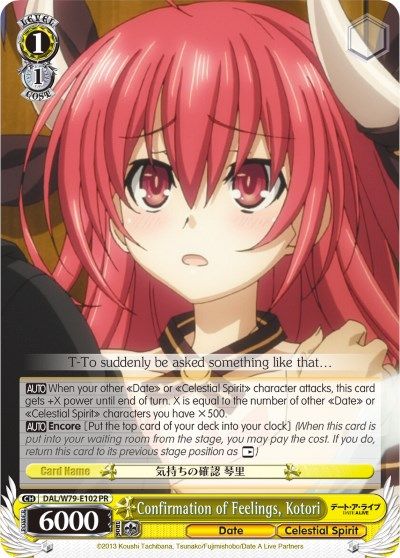 LEVEL
1
1
COST
T-To suddenly be asked something like that…
AUTO When your other «Date» or «Celestial Spirit» character attacks, this card
gets +X power until end of turn. X is equal to the number of other «Date» or
«Celestial Spirit» characters you have ×500.
AUTO Encore [Put the top card of your deck into your clock] (When this card is
put into your waiting room from the stage, you may pay the cost. If you do,
return this card to its previous stage position as)
Card Name
気持ちの確認 琴里
CD DAL/W79-E102 PR
Confirmation of Feelings, Kotori
デート・ア・ライブ
DATE A LIVE
POWER
6000
Date
Celestial Spirit
©2013 Koushi Tachibana, Tsunako/Fujimishobo/Date A Live Partners